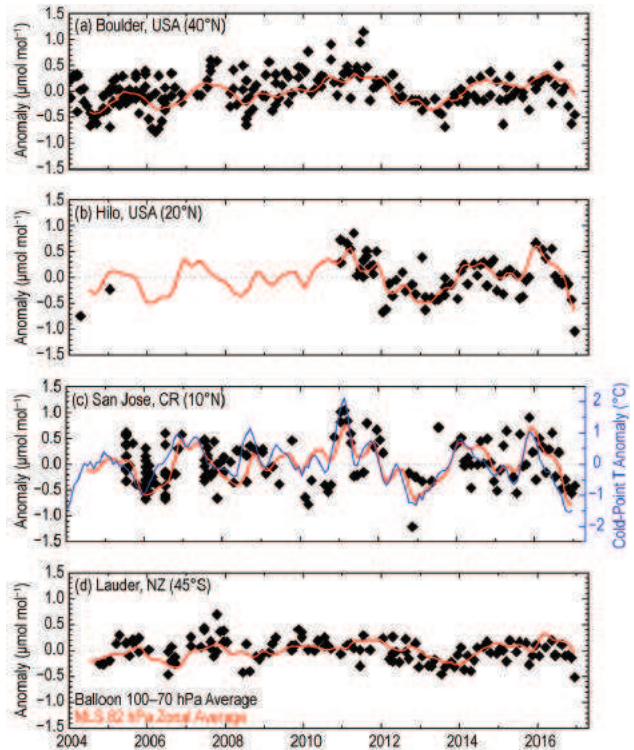 (a) Boulder, USA (40°N)
Anomaly (µmol mol⁻¹)
1.5
1.0
0.5
0.0
−0.5
−1.0
−1.5
(b) Hilo, USA (20°N)
Anomaly (µmol mol⁻¹)
1.5
1.0
0.5
0.0
−0.5
−1.0
−1.5
(c) San Jose, CR (10°N)
Anomaly (µmol mol⁻¹)
1.5
1.0
0.5
0.0
−0.5
−1.0
−1.5
2
1
0
−1
−2
Cold-Point T Anomaly (°C)
(d) Lauder, NZ (45°S)
Anomaly (µmol mol⁻¹)
1.5
1.0
0.5
0.0
−0.5
−1.0
−1.5
Balloon 100–70 hPa Average
MLS 82 hPa Zonal Average
2004 2006 2008 2010 2012 2014 2016